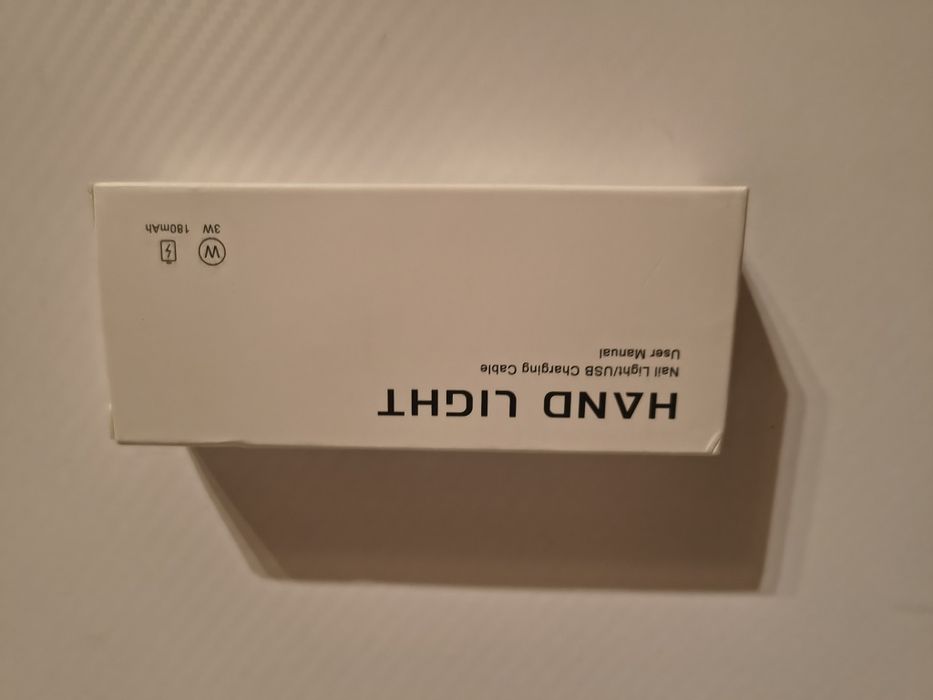 HAND LIGHT
Nail Light/USB Charging Cable
User Manual
W
3W 180mAh